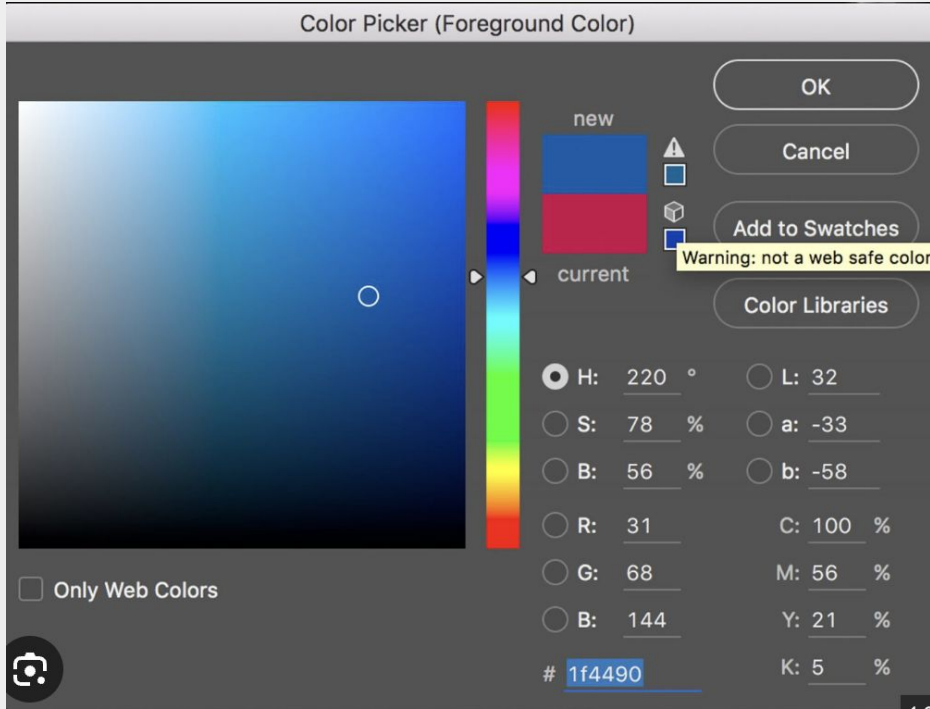 Color Picker (Foreground Color)
OK
new
Cancel
Add to Swatches
Warning: not a web safe color
current
Color Libraries
H: 220 °
L: 32
S: 78 %
a: -33
B: 56 %
b: -58
R: 31
C: 100 %
G: 68
M: 56 %
Only Web Colors
B: 144
Y: 21 %
# 1f4490
K: 5 %